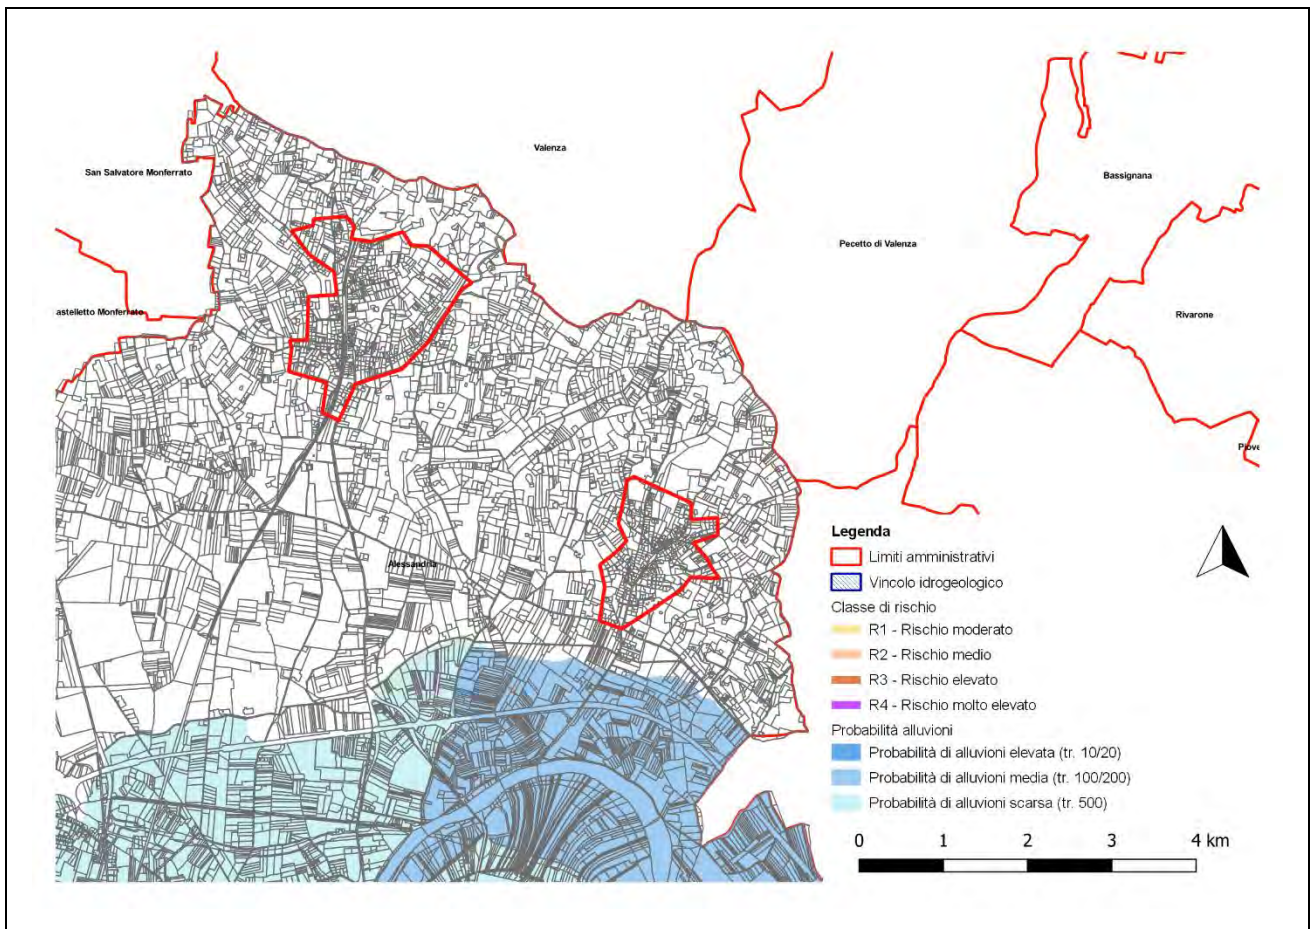 Valenza
San Salvatore Monferrato
Bassignana
Pecetto di Valenza
astelletto Monferrato
Rivarone
Piove
Alessandria
Legenda
Limiti amministrativi
Vincolo idrogeologico
Classe di rischio
R1 - Rischio moderato
R2 - Rischio medio
R3 - Rischio elevato
R4 - Rischio molto elevato
Probabilità alluvioni
Probabilità di alluvioni elevata (tr. 10/20)
Probabilità di alluvioni media (tr. 100/200)
Probabilità di alluvioni scarsa (tr. 500)
0 1 2 3 4 km